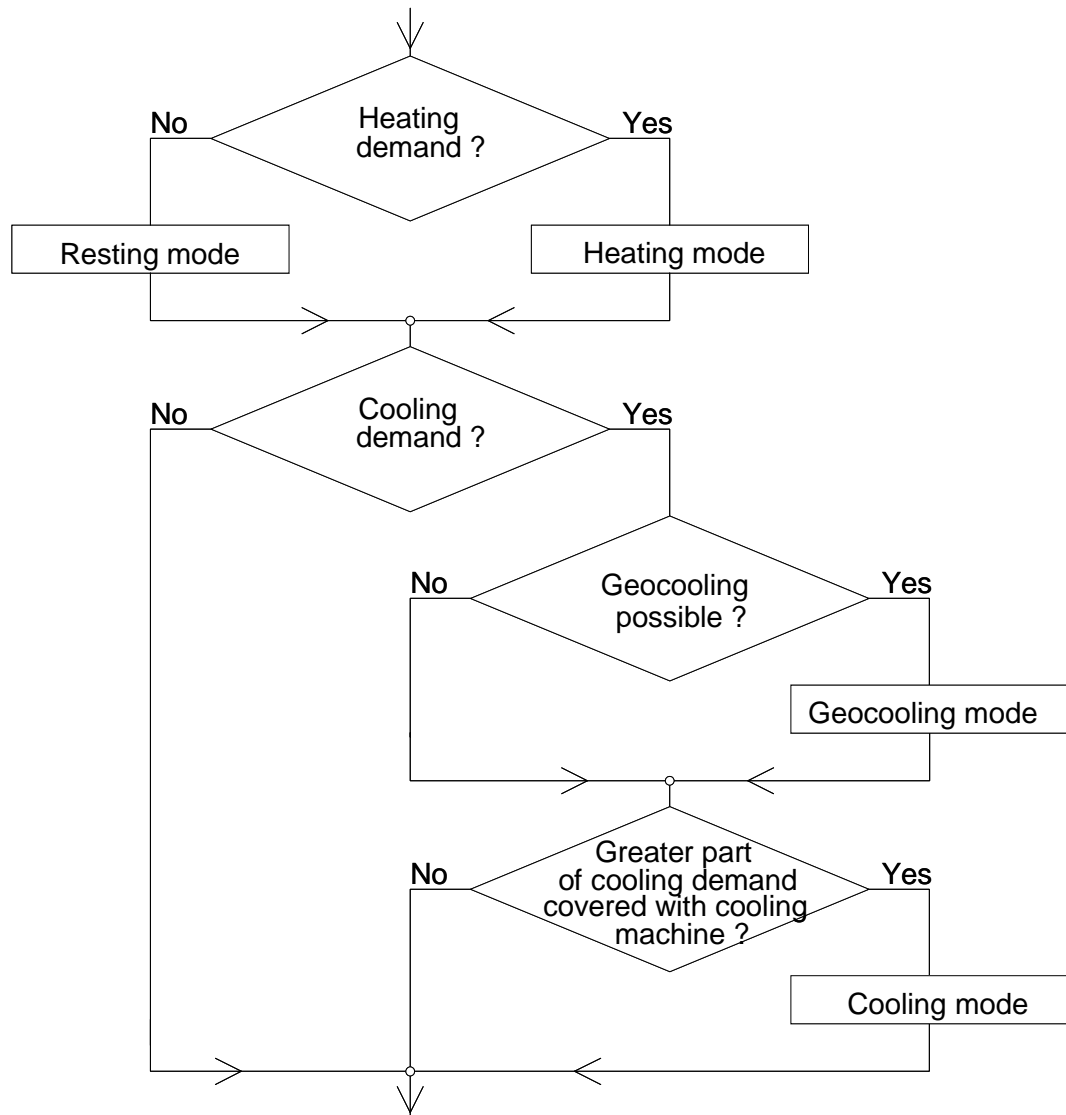 Heating
demand ?
No
Yes
Resting mode
Heating mode
Cooling
demand ?
No
Yes
Geocooling
possible ?
No
Yes
Geocooling mode
Greater part
of cooling demand
covered with cooling
machine ?
No
Yes
Cooling mode